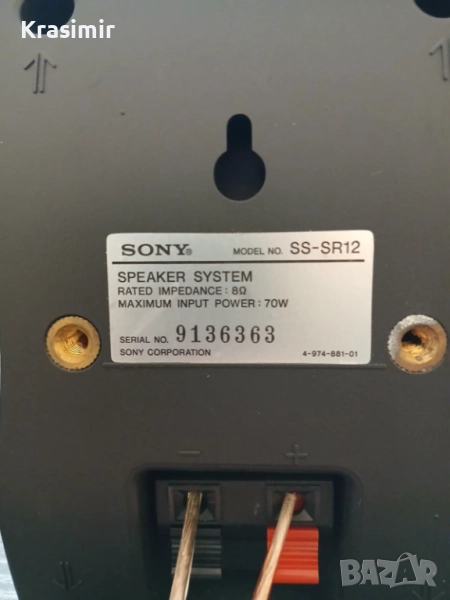 Krasimir
SONY® MODEL NO. SS-SR12
SPEAKER SYSTEM
RATED IMPEDANCE : 8Ω
MAXIMUM INPUT POWER : 70W
SERIAL NO. 9136363
SONY CORPORATION 4-974-881-01
− +
BAZAR